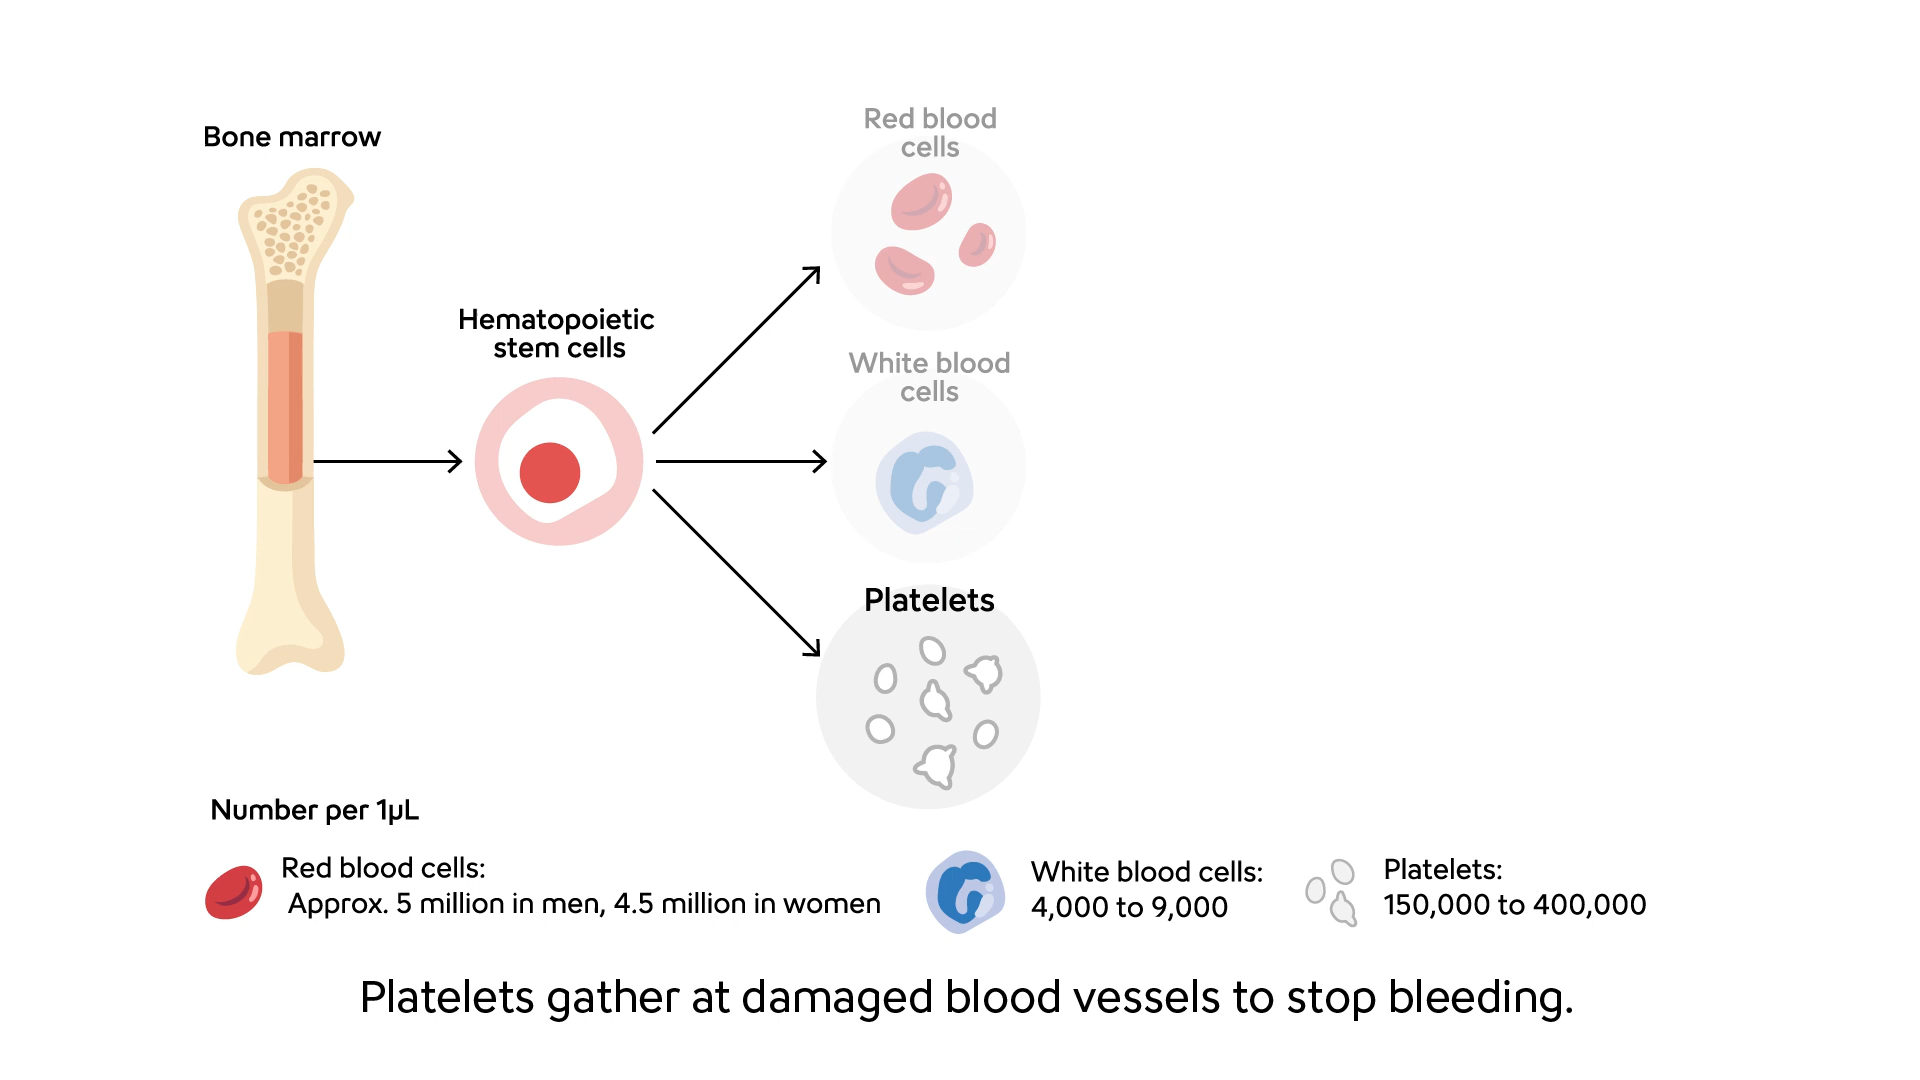 Bone marrow
Hematopoietic
stem cells
Red blood
cells
White blood
cells
Platelets
Number per 1µL
Red blood cells:
Approx. 5 million in men, 4.5 million in women
White blood cells:
4,000 to 9,000
Platelets:
150,000 to 400,000
Platelets gather at damaged blood vessels to stop bleeding.